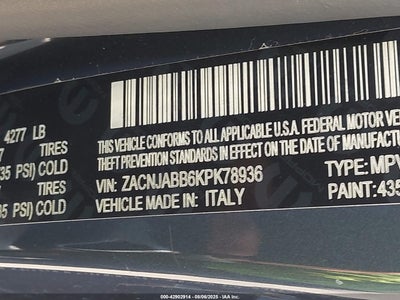 4277 LB
TIRES
35 PSI) COLD
TIRES
35 PSI) COLD
THIS VEHICLE CONFORMS TO ALL APPLICABLE U.S.A. FEDERAL MOTOR VEH
THEFT PREVENTION STANDARDS IN EFFECT ON THE DATE OF MANUFACT
VIN: ZACNJABB6KPK78936 TYPE: MPV
VEHICLE MADE IN: ITALY PAINT: 435
000-42902914 - 08/06/2025 - IAA Inc.